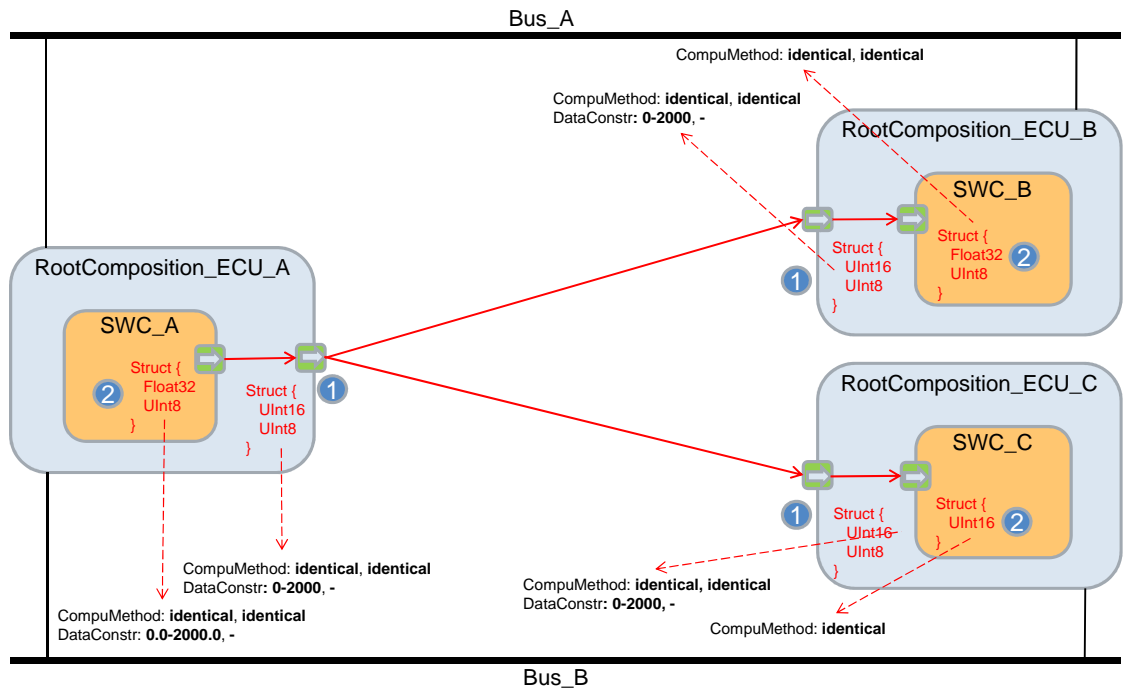 Bus_A
CompuMethod: identical, identical
CompuMethod: identical, identical
DataConstr: 0-2000, -
RootComposition_ECU_B
SWC_B
Struct {
Float32
UInt8
}
2
Struct {
UInt16
UInt8
}
1
RootComposition_ECU_A
SWC_A
Struct {
Float32
UInt8
}
2
Struct {
UInt16
UInt8
}
1
CompuMethod: identical, identical
DataConstr: 0-2000, -
CompuMethod: identical, identical
DataConstr: 0.0-2000.0, -
RootComposition_ECU_C
SWC_C
Struct {
UInt16
}
2
1
Struct {
UInt16
UInt8
}
CompuMethod: identical, identical
DataConstr: 0-2000, -
CompuMethod: identical
Bus_B